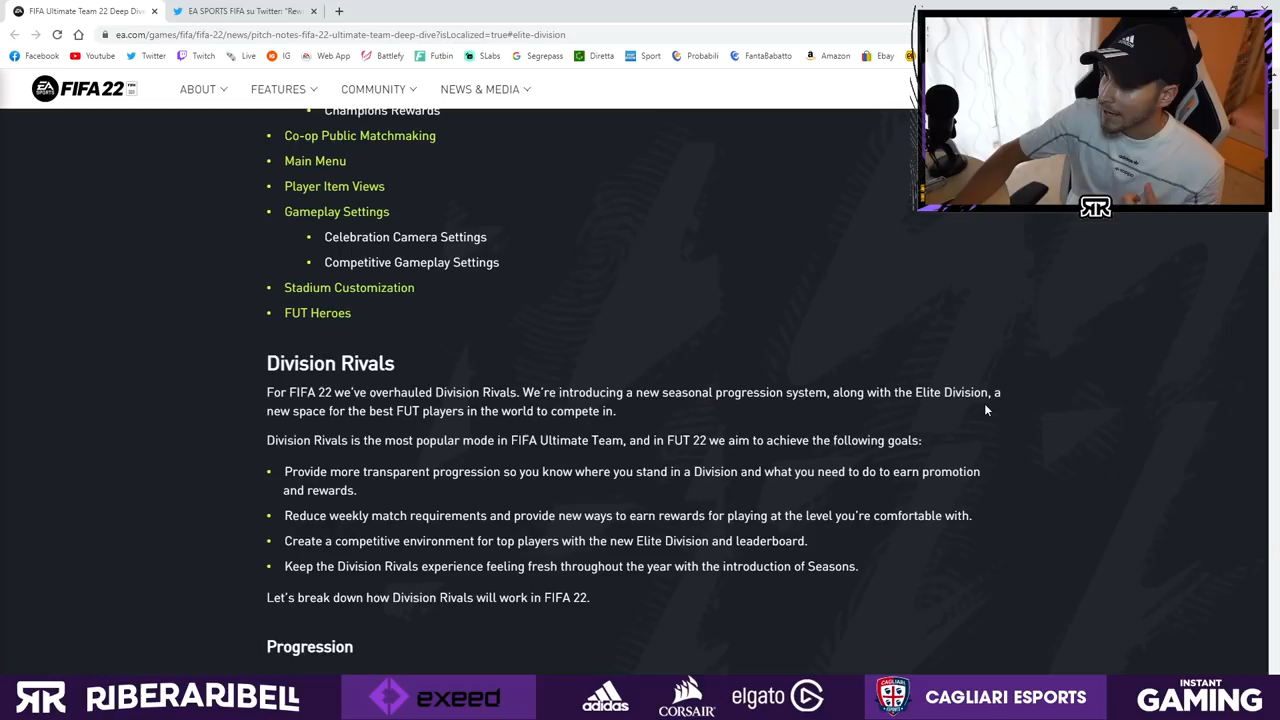 FIFA Ultimate Team 22 Deep Div
EA SPORTS FIFA su Twitter: "Rew
ea.com/games/fifa/fifa-22/news/pitch-no
-22-ultimate-team-deep-dive?isLocalized=true#elite-division
Facebook Youtube Twitter Twitch Live IG Web App Battlefy Futbin SLabs Segrepass Diretta Sport Probabili FantaBabatto Amazon Ebay
EA SPORTS FIFA 22 ABOUT FEATURES COMMUNITY NEWS & MEDIA
Champions Rewards
• Co-op Public Matchmaking
• Main Menu
• Player Item Views
• Gameplay Settings
• Celebration Camera Settings
• Competitive Gameplay Settings
• Stadium Customization
• FUT Heroes
Division Rivals
For FIFA 22 we've overhauled Division Rivals. We're introducing a new seasonal progression system, along with the Elite Division, a
new space for the best FUT players in the world to compete in.
Division Rivals is the most popular mode in FIFA Ultimate Team, and in FUT 22 we aim to achieve the following goals:
• Provide more transparent progression so you know where you stand in a Division and what you need to do to earn promotion
and rewards.
• Reduce weekly match requirements and provide new ways to earn rewards for playing at the level you're comfortable with.
• Create a competitive environment for top players with the new Elite Division and leaderboard.
• Keep the Division Rivals experience feeling fresh throughout the year with the introduction of Seasons.
Let's break down how Division Rivals will work in FIFA 22.
Progression
RR RIBERARIBELL exeed adidas CORSAIR elgato CAGLIARI ESPORTS INSTANT GAMING